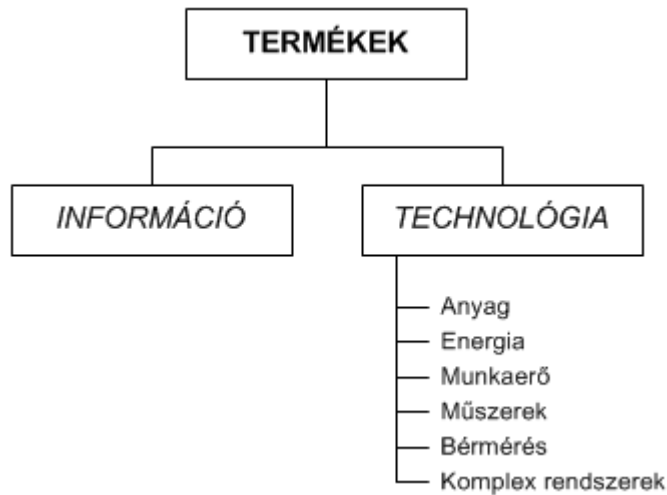 TERMÉKEK
INFORMÁCIÓ
TECHNOLÓGIA
Anyag
Energia
Munkaerő
Műszerek
Bérmérés
Komplex rendszerek